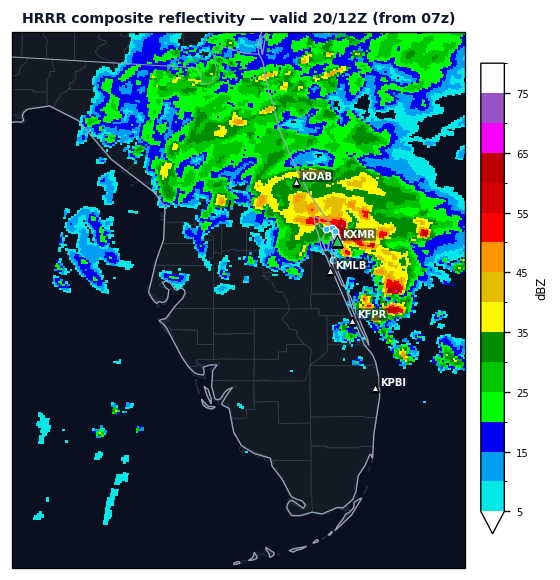 HRRR composite reflectivity — valid 20/12Z (from 07z)
KDAB
KXMR
KMLB
KFPR
KPBI
75
65
55
45
35
25
15
5
dBZ